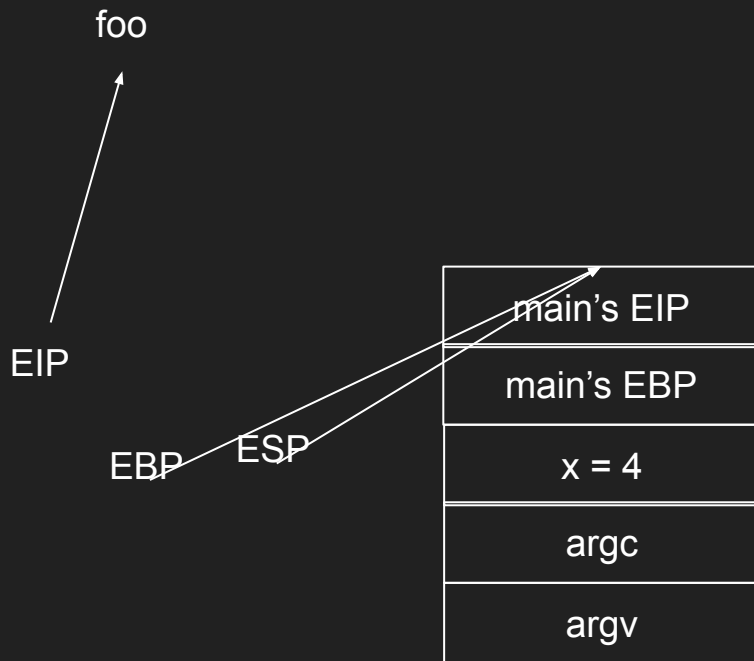 foo
main’s EIP
EIP
main’s EBP
EBP
ESP
x = 4
argc
argv